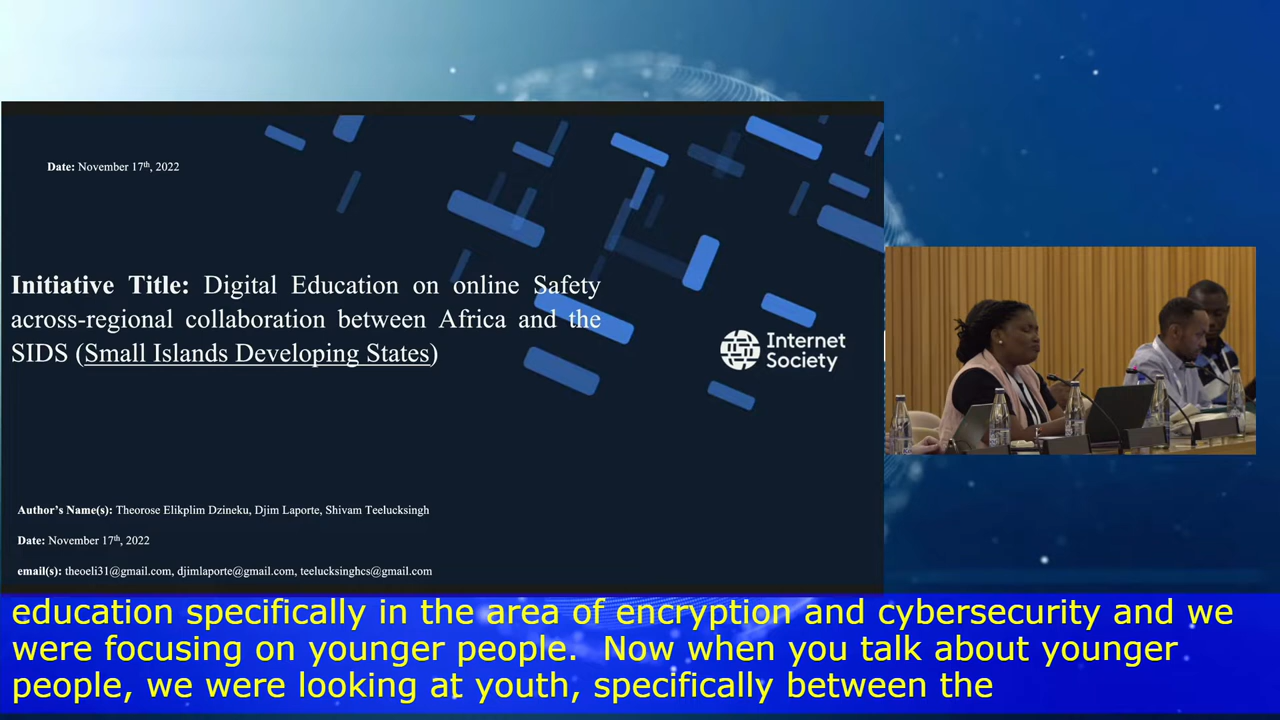 Date: November 17th, 2022
Initiative Title: Digital Education on online Safety
across-regional collaboration between Africa and the
SIDS (Small Islands Developing States)
Internet
Society
Author's Name(s): Theorose Elikplim Dzineku, Djim Laporte, Shivam Teelucksingh
Date: November 17th, 2022
email(s): theoeli31@gmail.com, djimlaporte@gmail.com, teelucksinghcs@gmail.com
education specifically in the area of encryption and cybersecurity and we
were focusing on younger people.  Now when you talk about younger
people, we were looking at youth, specifically between the